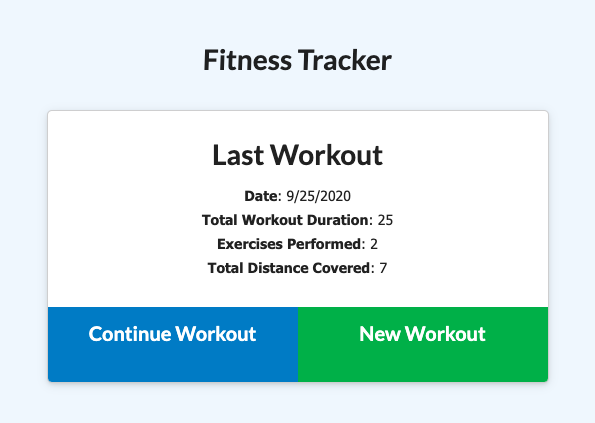 Fitness Tracker
Last Workout
Date: 9/25/2020
Total Workout Duration: 25
Exercises Performed: 2
Total Distance Covered: 7
Continue Workout
New Workout